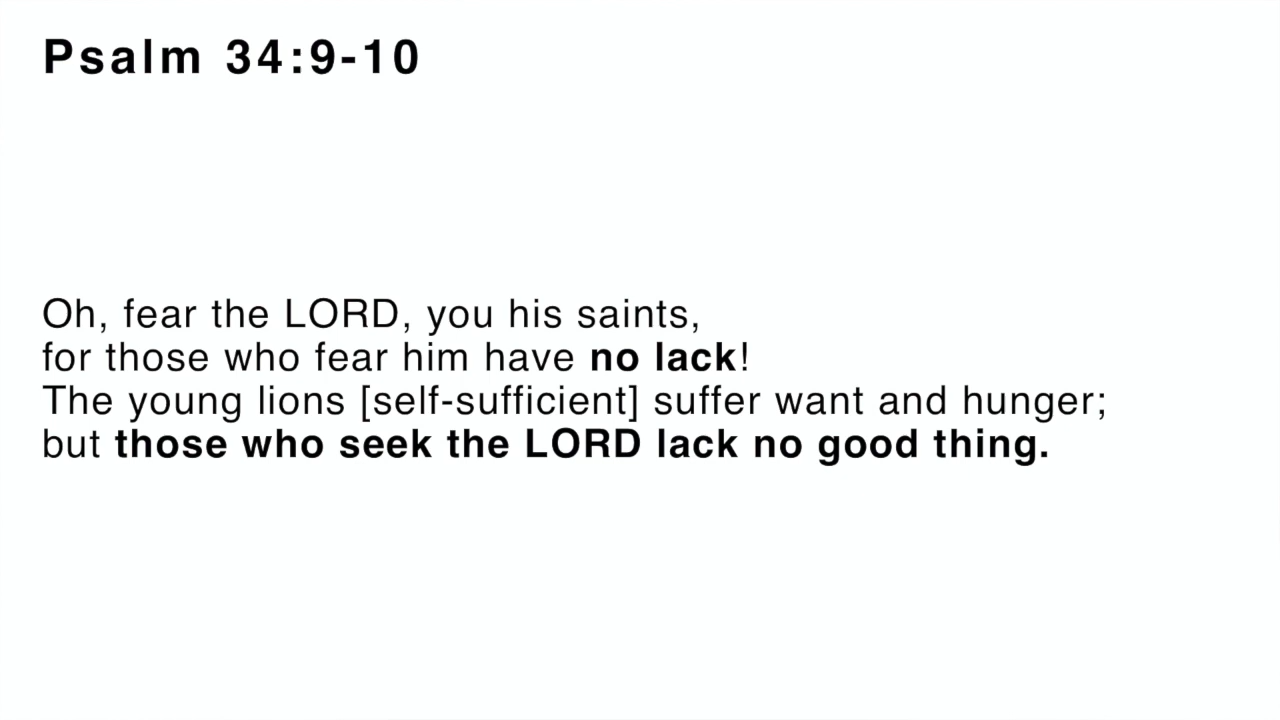 Psalm 34:9-10
Oh, fear the LORD, you his saints,
for those who fear him have no lack!
The young lions [self-sufficient] suffer want and hunger;
but those who seek the LORD lack no good thing.